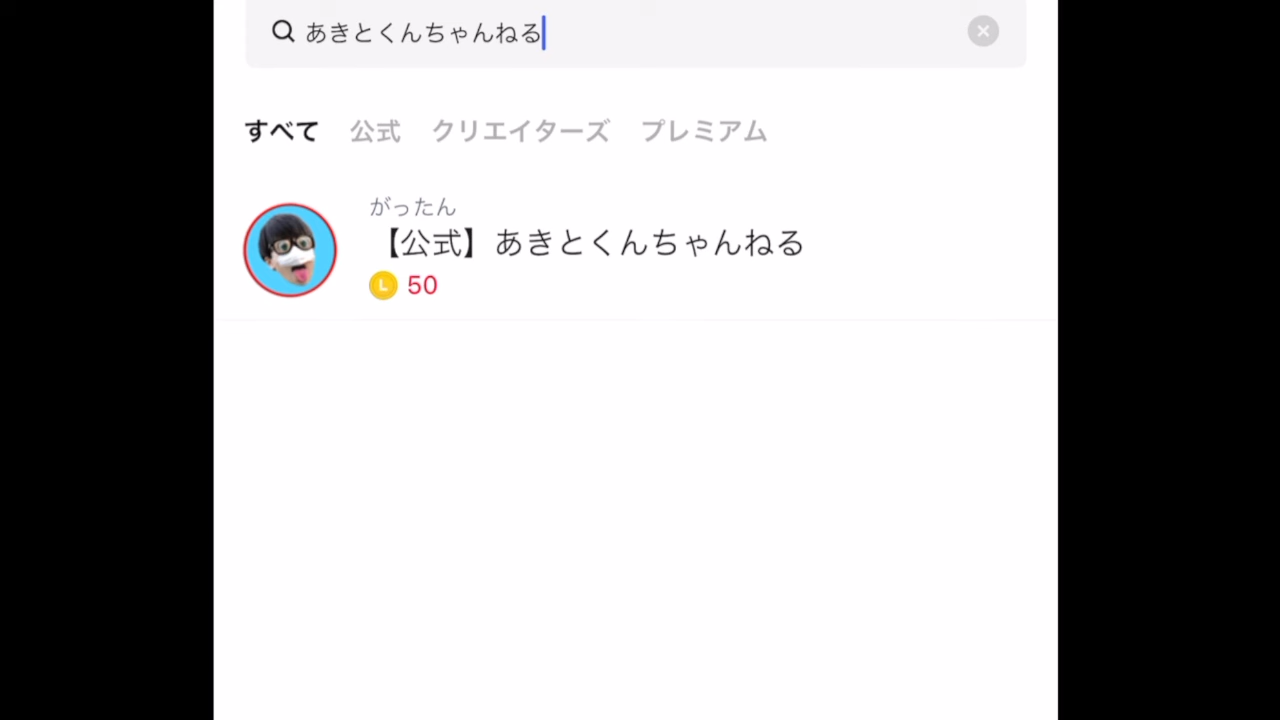 あきとくんちゃんねる
すべて 公式 クリエイターズ プレミアム
がったん
【公式】あきとくんちゃんねる
L 50